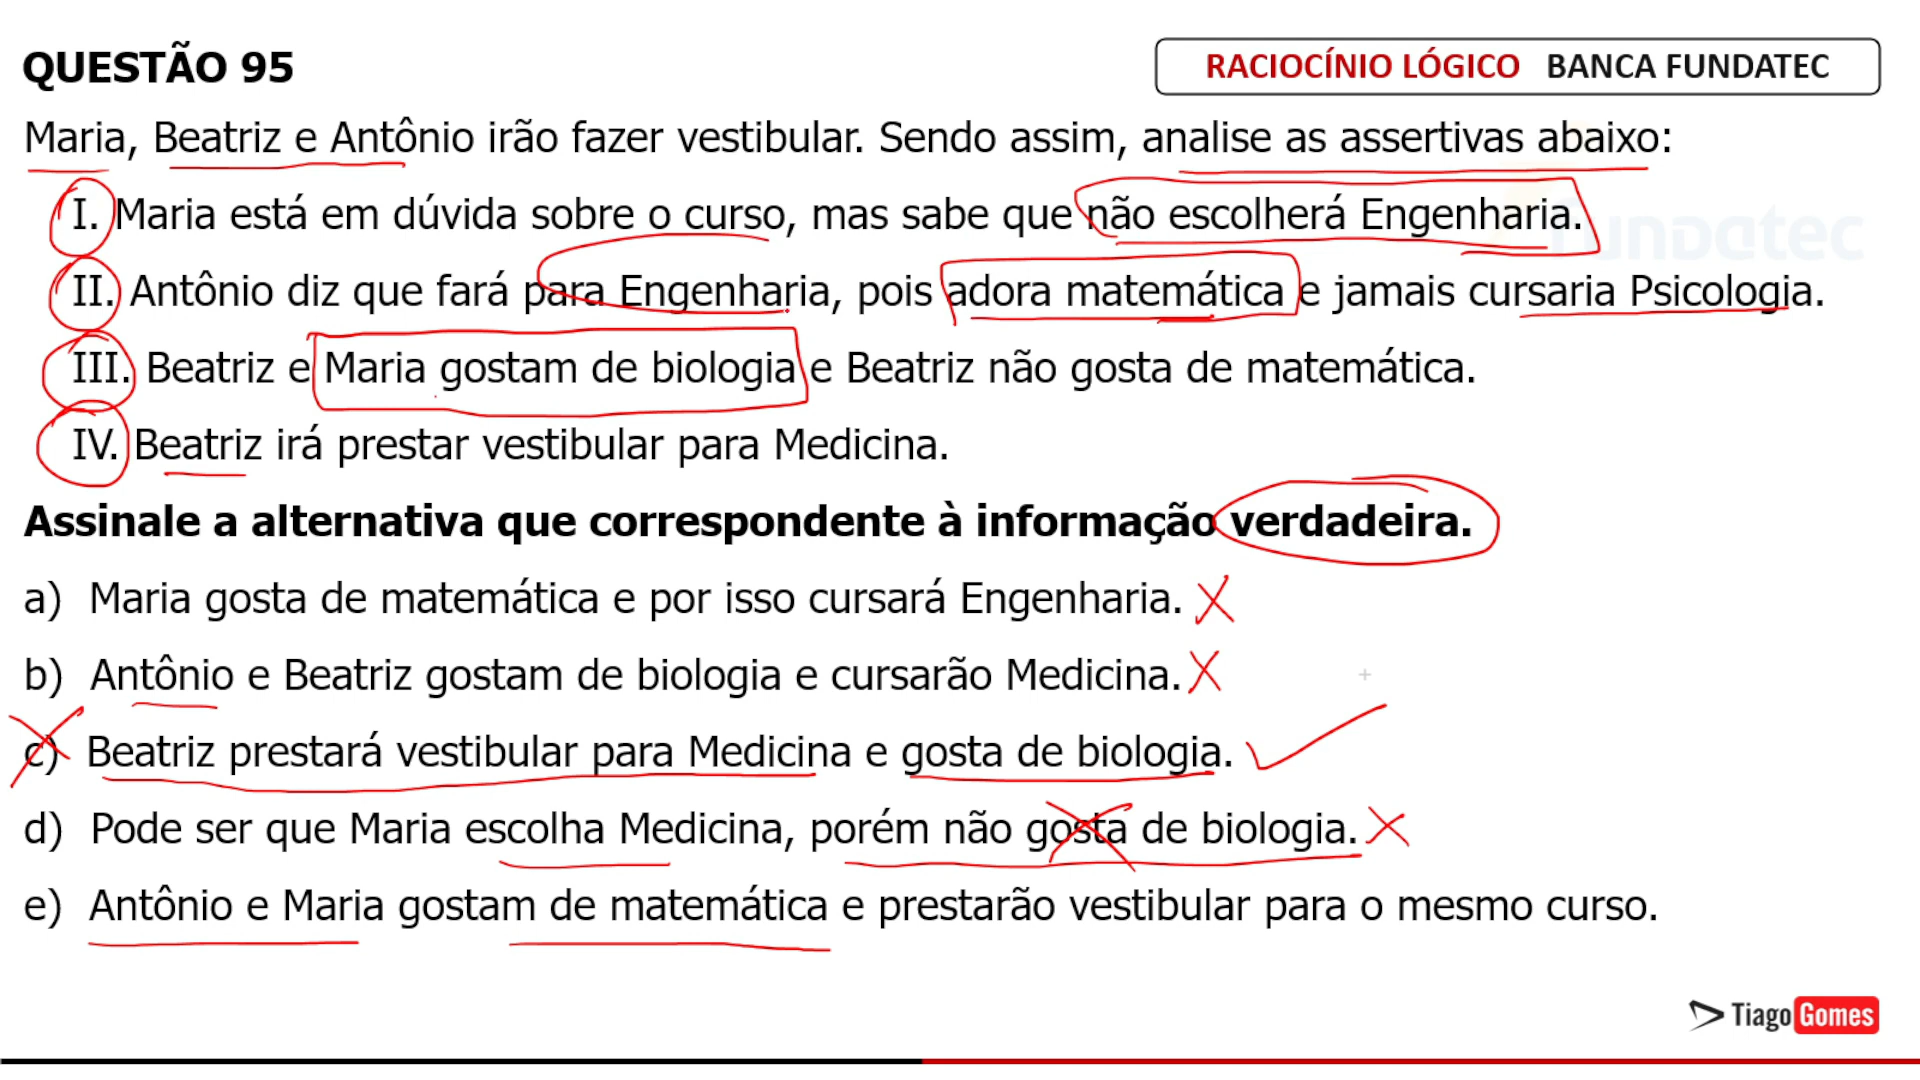 QUESTÃO 95
RACIOCÍNIO LÓGICO BANCA FUNDATEC
Maria, Beatriz e Antônio irão fazer vestibular. Sendo assim, analise as assertivas abaixo:
I. Maria está em dúvida sobre o curso, mas sabe que não escolherá Engenharia.
fundatec
II. Antônio diz que fará para Engenharia, pois adora matemática e jamais cursaria Psicologia.
III. Beatriz e Maria gostam de biologia e Beatriz não gosta de matemática.
IV. Beatriz irá prestar vestibular para Medicina.
Assinale a alternativa que correspondente à informação verdadeira.
a) Maria gosta de matemática e por isso cursará Engenharia.
b) Antônio e Beatriz gostam de biologia e cursarão Medicina.
c) Beatriz prestará vestibular para Medicina e gosta de biologia.
d) Pode ser que Maria escolha Medicina, porém não gosta de biologia.
e) Antônio e Maria gostam de matemática e prestarão vestibular para o mesmo curso.
Tiago Gomes